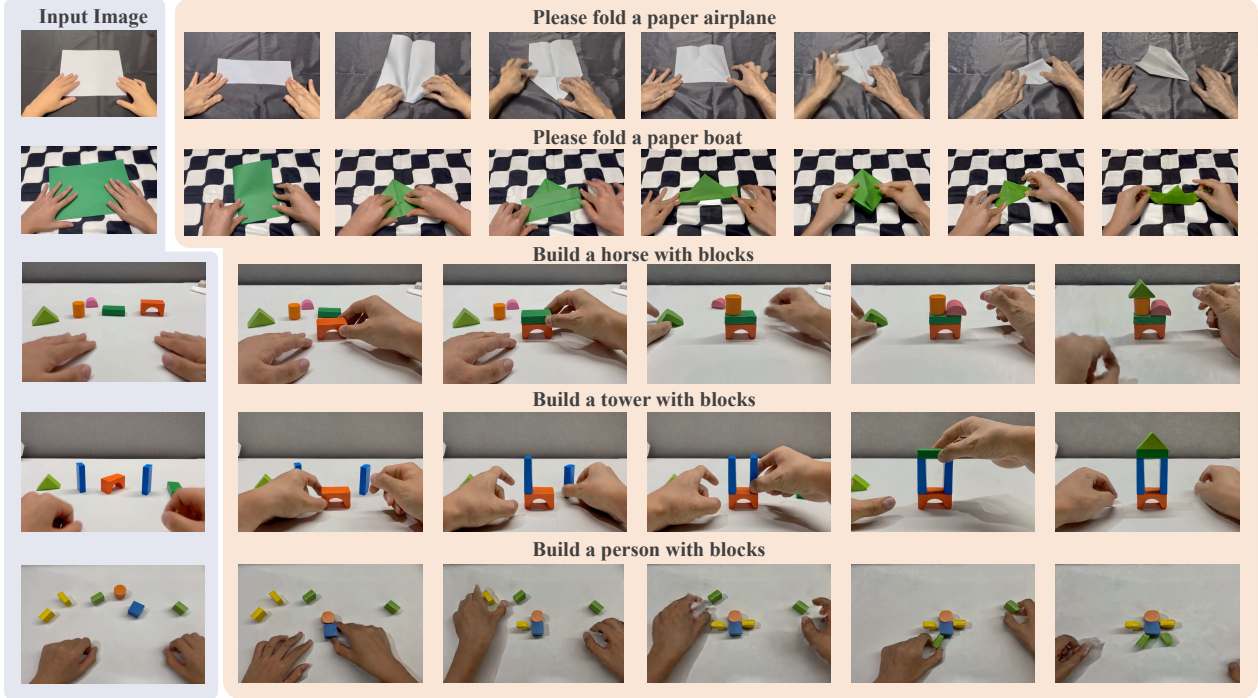 Input Image
Please fold a paper airplane
Please fold a paper boat
Build a horse with blocks
Build a tower with blocks
Build a person with blocks